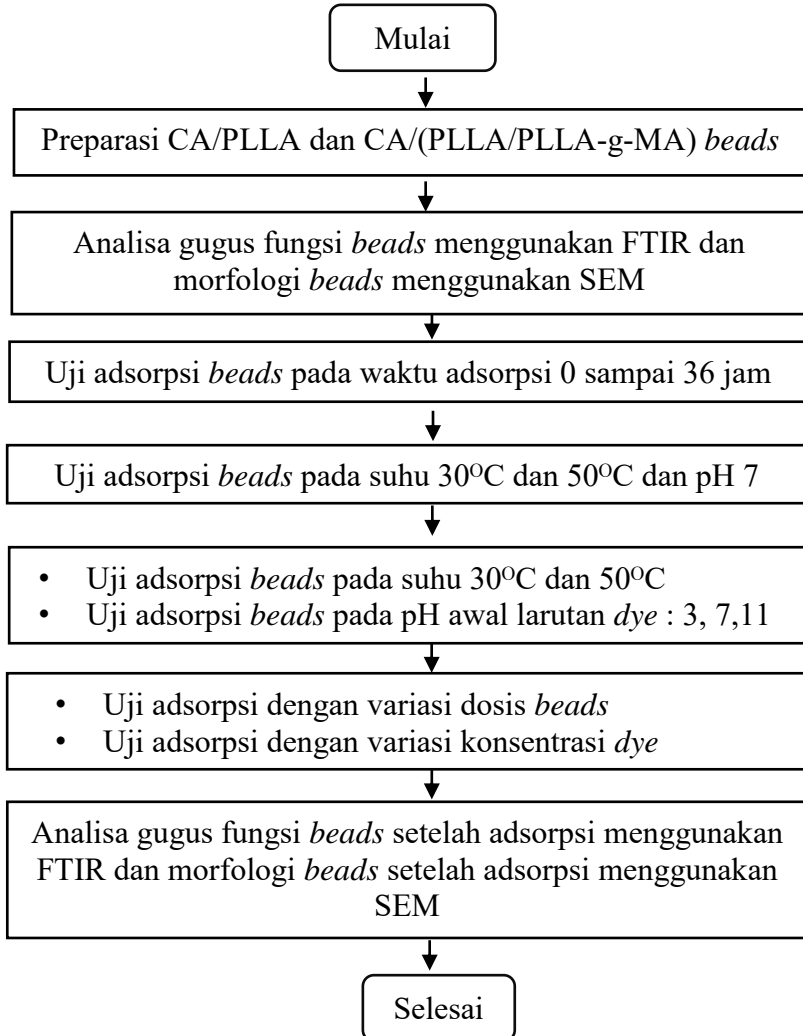 Mulai
Preparasi CA/PLLA dan CA/(PLLA/PLLA-g-MA) beads
Analisa gugus fungsi beads menggunakan FTIR dan
morfologi beads menggunakan SEM
Uji adsorpsi beads pada waktu adsorpsi 0 sampai 36 jam
Uji adsorpsi beads pada suhu 30ᴼC dan 50ᴼC dan pH 7
• Uji adsorpsi beads pada suhu 30ᴼC dan 50ᴼC
• Uji adsorpsi beads pada pH awal larutan dye : 3, 7,11
• Uji adsorpsi dengan variasi dosis beads
• Uji adsorpsi dengan variasi konsentrasi dye
Analisa gugus fungsi beads setelah adsorpsi menggunakan
FTIR dan morfologi beads setelah adsorpsi menggunakan
SEM
Selesai